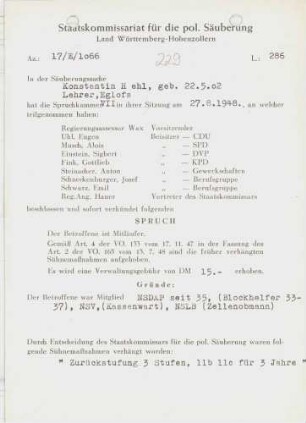 Staatskommissariat für die pol. Säuberung
Land Württemberg-Hohenzollern
Az.: 17/E/1066
229
L.: 286
In der Säuberungssache
Konstantin H ehl, geb. 22.5.02
Lehrer, Eglofs
hat die Spruchkammer VII in ihrer Sitzung am 27.8.1948. an welcher
teilgenommen haben:
Regierungsassessor Wax Vorsitzender
Uhl, Eugen Beisitzer — CDU
Musch, Alois „ — SPD
Einstein, Sigbert „ — DVP
Fink, Gottlieb „ — KPD
Steinacker, Anton „ — Gewerkschaften
Schneckenburger, Josef „ — Berufsgruppe
Schwarz, Emil „ — Berufsgruppe
Reg.Ang. Hauer Vertreter des Staatskommissars
beschlossen und sofort verkündet folgenden
SPRUCH
Der Betroffene ist Mitläufer.
Gemäß Art. 4 der VO. 133 vom 17. 11. 47 in der Fassung des
Art. 2 der VO. 165 vom 13. 7. 48 sind die früher verhängten
Sühnemaßnahmen aufgehoben.
Es wird eine Verwaltungsgebühr von DM 15.- erhoben.
Gründe:
Der Betroffene war Mitglied NSDAP seit 35, (Blockhelfer 33-
37), NSV,(Kassenwart), NSLB (Zellenobmann)
Durch Entscheidung des Staatskommissars für die pol. Säuberung waren fol-
gende Sühnemaßnahmen verhängt worden:
" Zurückstufung 3 Stufen, 11b 11c für 3 Jahre "